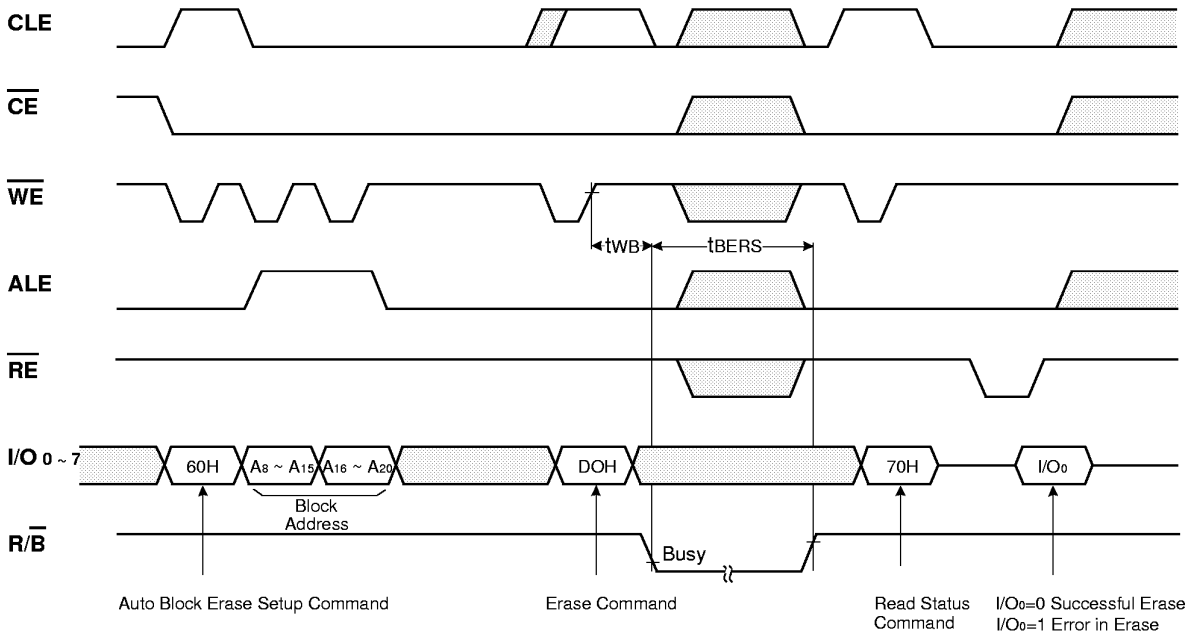 CLE
CE
WE
tWB
tBERS
ALE
RE
I/O 0 ~ 7
60H
A8 ~ A15
A16 ~ A20
DOH
70H
I/O0
Block
Address
R/B
Busy
Auto Block Erase Setup Command
Erase Command
Read Status
Command
I/O0=0 Successful Erase
I/O0=1 Error in Erase